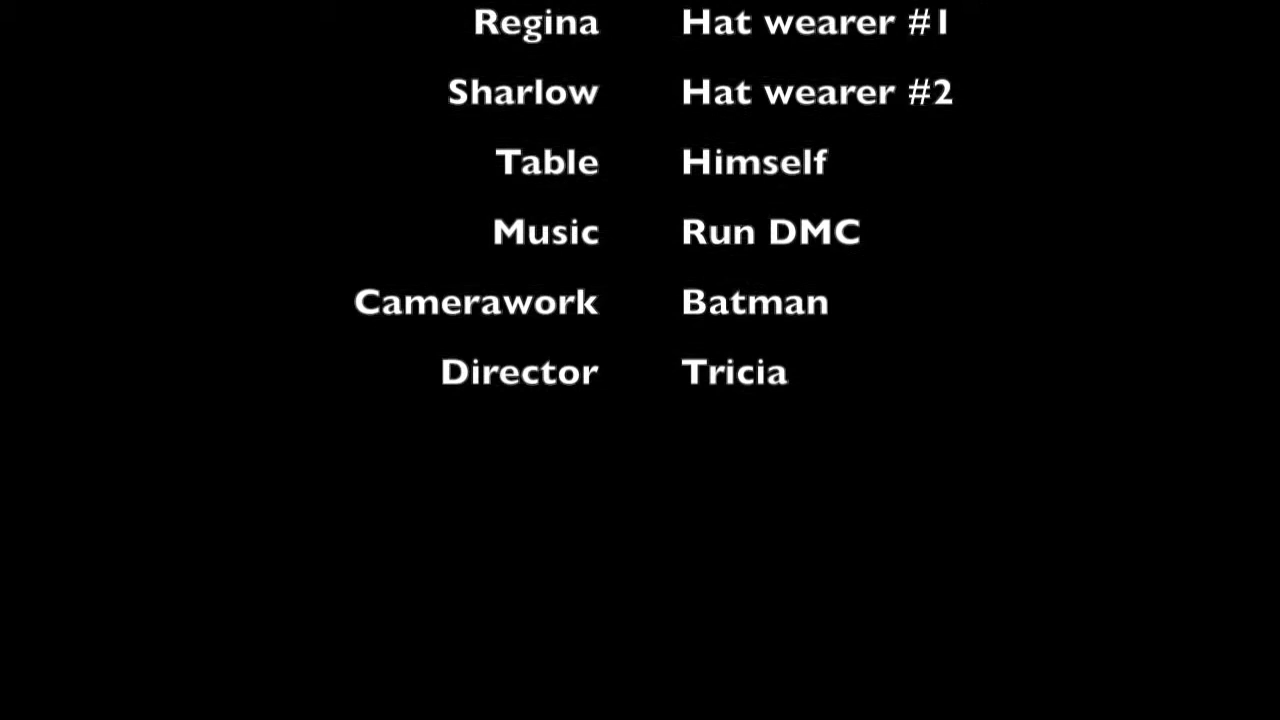 Regina Hat wearer #1
Sharlow Hat wearer #2
Table Himself
Music Run DMC
Camerawork Batman
Director Tricia